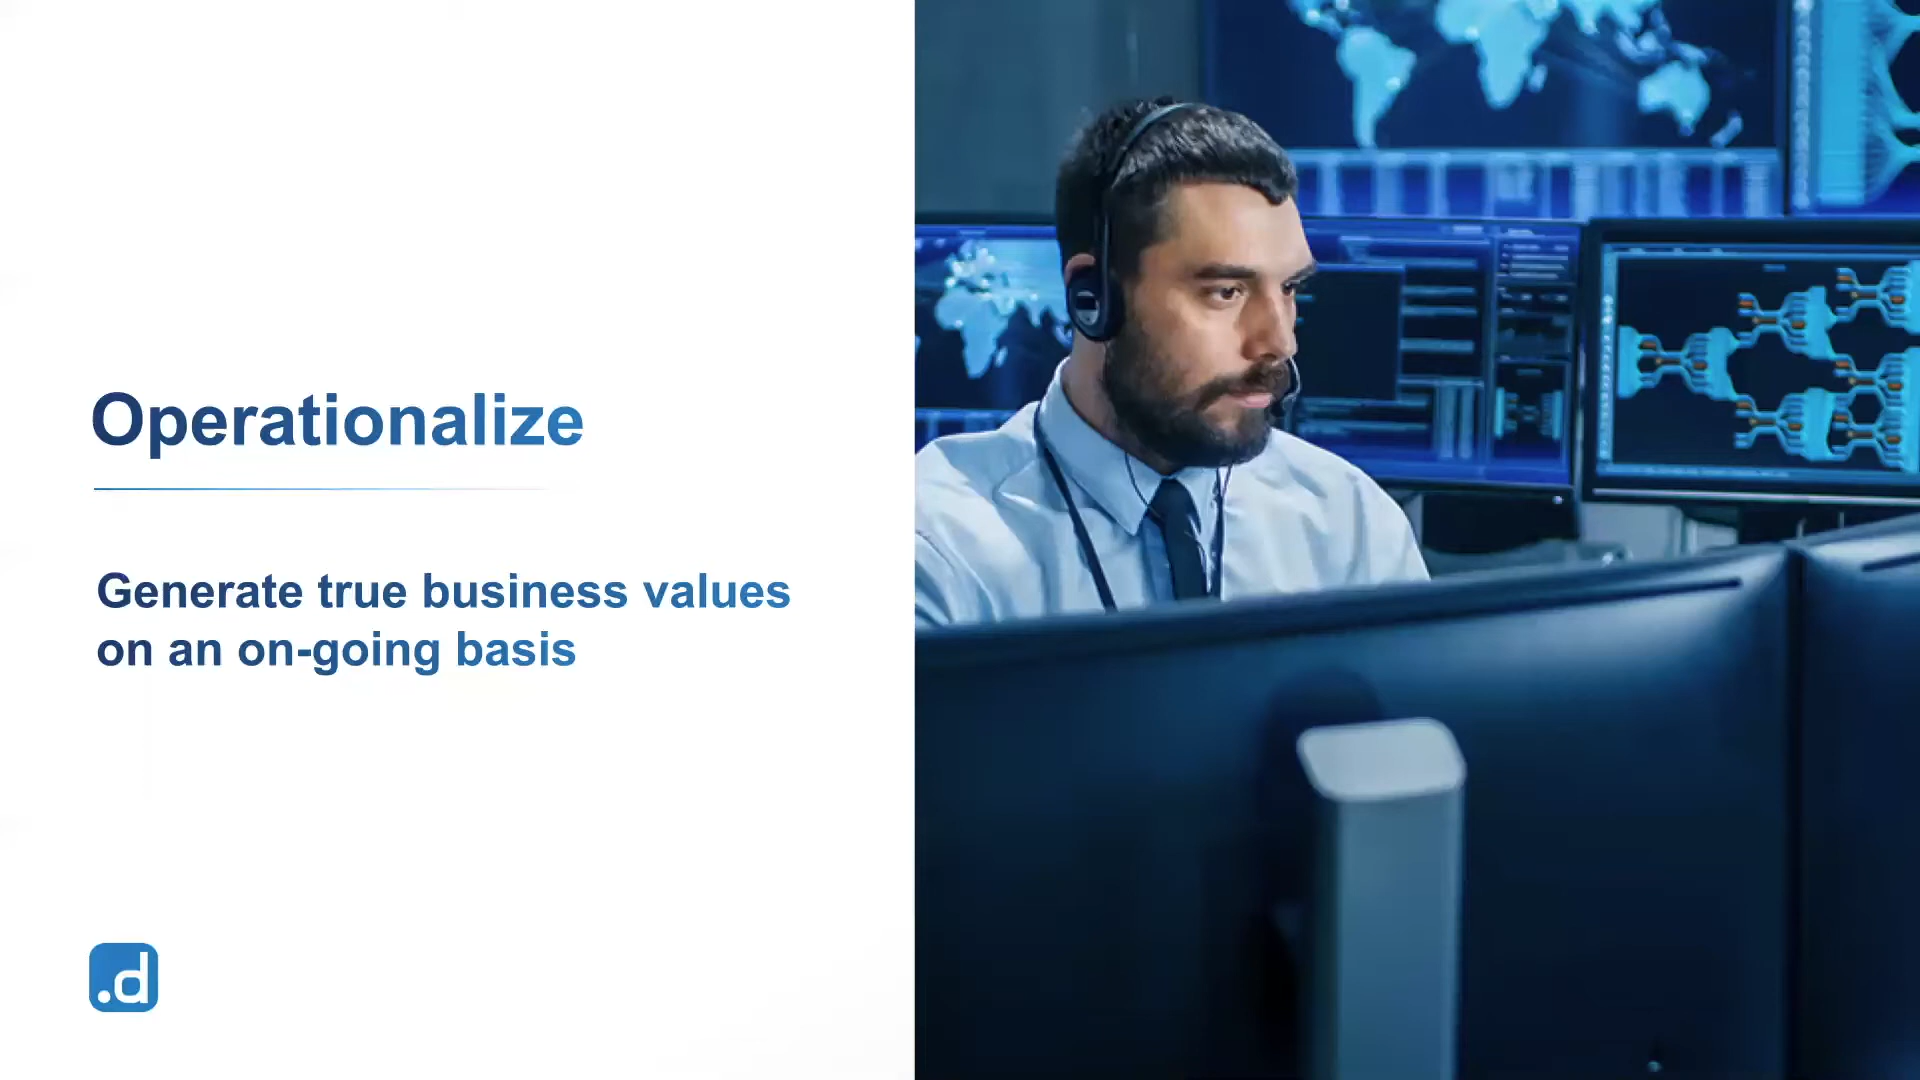 Operationalize
Generate true business values
on an on-going basis
.d